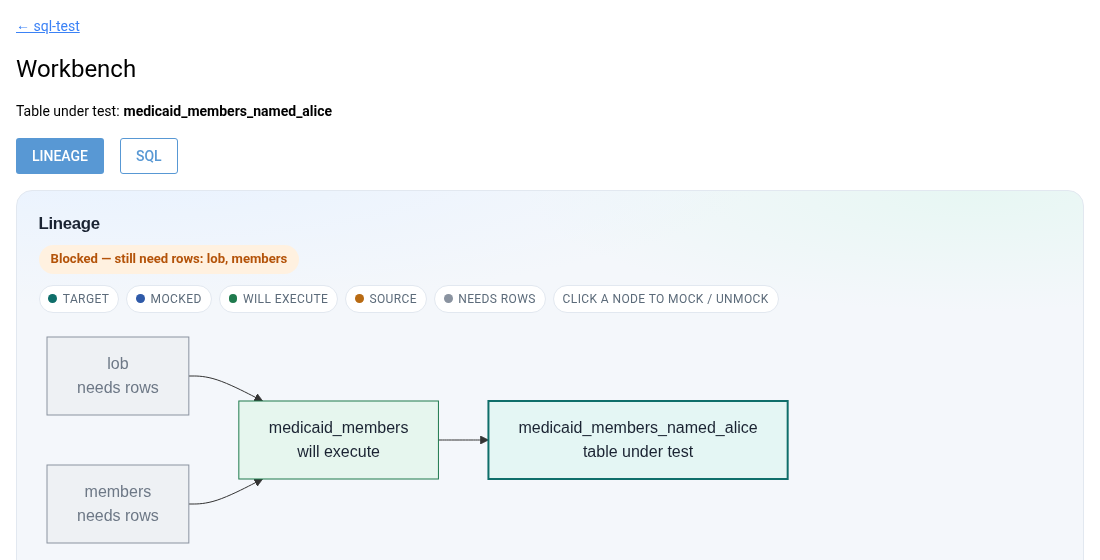 ← sql-test
Workbench
Table under test: medicaid_members_named_alice
LINEAGE
SQL
Lineage
Blocked — still need rows: lob, members
TARGET
MOCKED
WILL EXECUTE
SOURCE
NEEDS ROWS
CLICK A NODE TO MOCK / UNMOCK
lob
needs rows
medicaid_members
will execute
medicaid_members_named_alice
table under test
members
needs rows